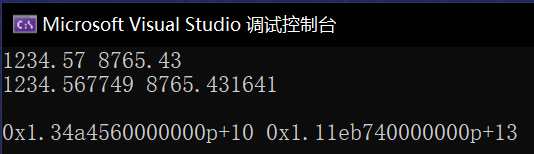 Microsoft Visual Studio 调试控制台
1234.57 8765.43
1234.567749 8765.431641
0x1.34a4560000000p+10 0x1.11eb740000000p+13